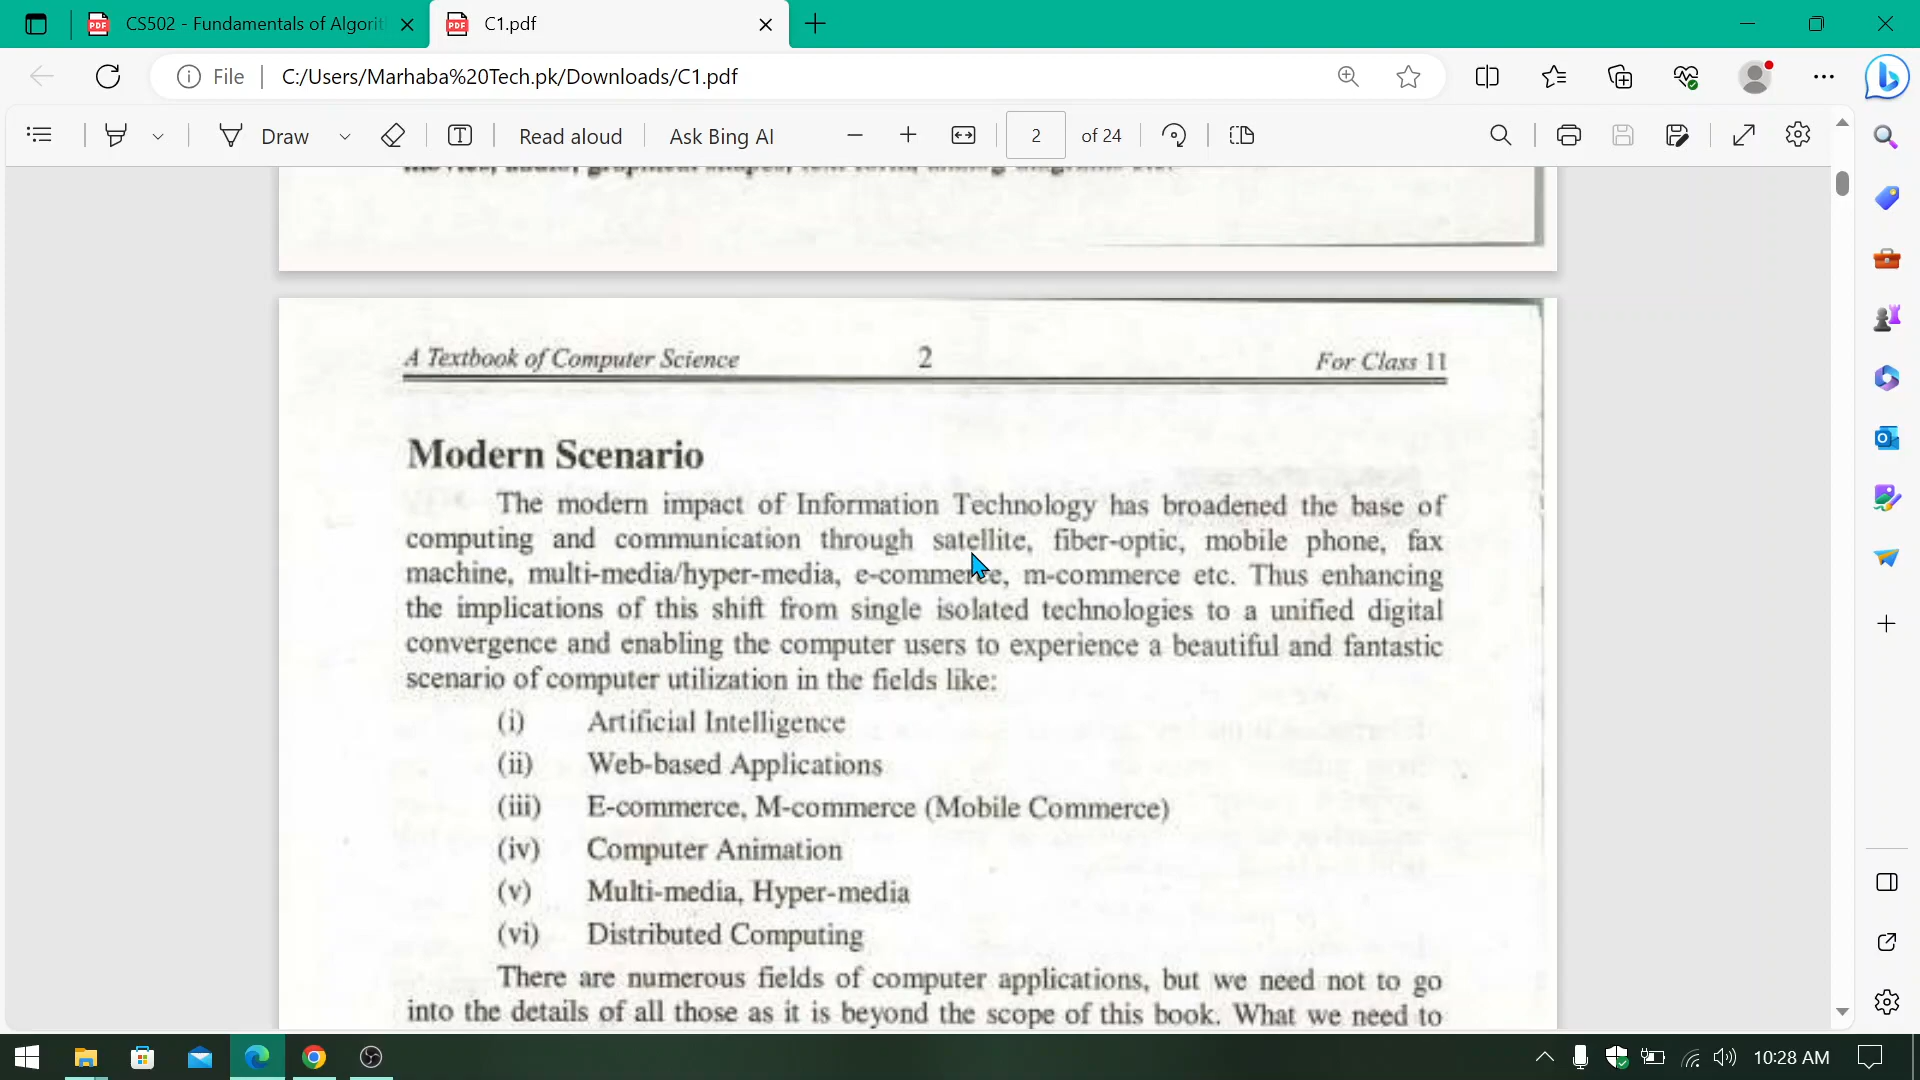 CS502 - Fundamentals of Algorit
C1.pdf
File
C:/Users/Marhaba%20Tech.pk/Downloads/C1.pdf
Draw
Read aloud
Ask Bing AI
2
of 24
A Textbook of Computer Science
2
For Class 11
Modern Scenario
The modern impact of Information Technology has broadened the base of
computing and communication through satellite, fiber-optic, mobile phone, fax
machine, multi-media/hyper-media, e-commerce, m-commerce etc. Thus enhancing
the implications of this shift from single isolated technologies to a unified digital
convergence and enabling the computer users to experience a beautiful and fantastic
scenario of computer utilization in the fields like:
(i) Artificial Intelligence
(ii) Web-based Applications
(iii) E-commerce, M-commerce (Mobile Commerce)
(iv) Computer Animation
(v) Multi-media, Hyper-media
(vi) Distributed Computing
There are numerous fields of computer applications, but we need not to go
into the details of all those as it is beyond the scope of this book. What we need to
10:28 AM